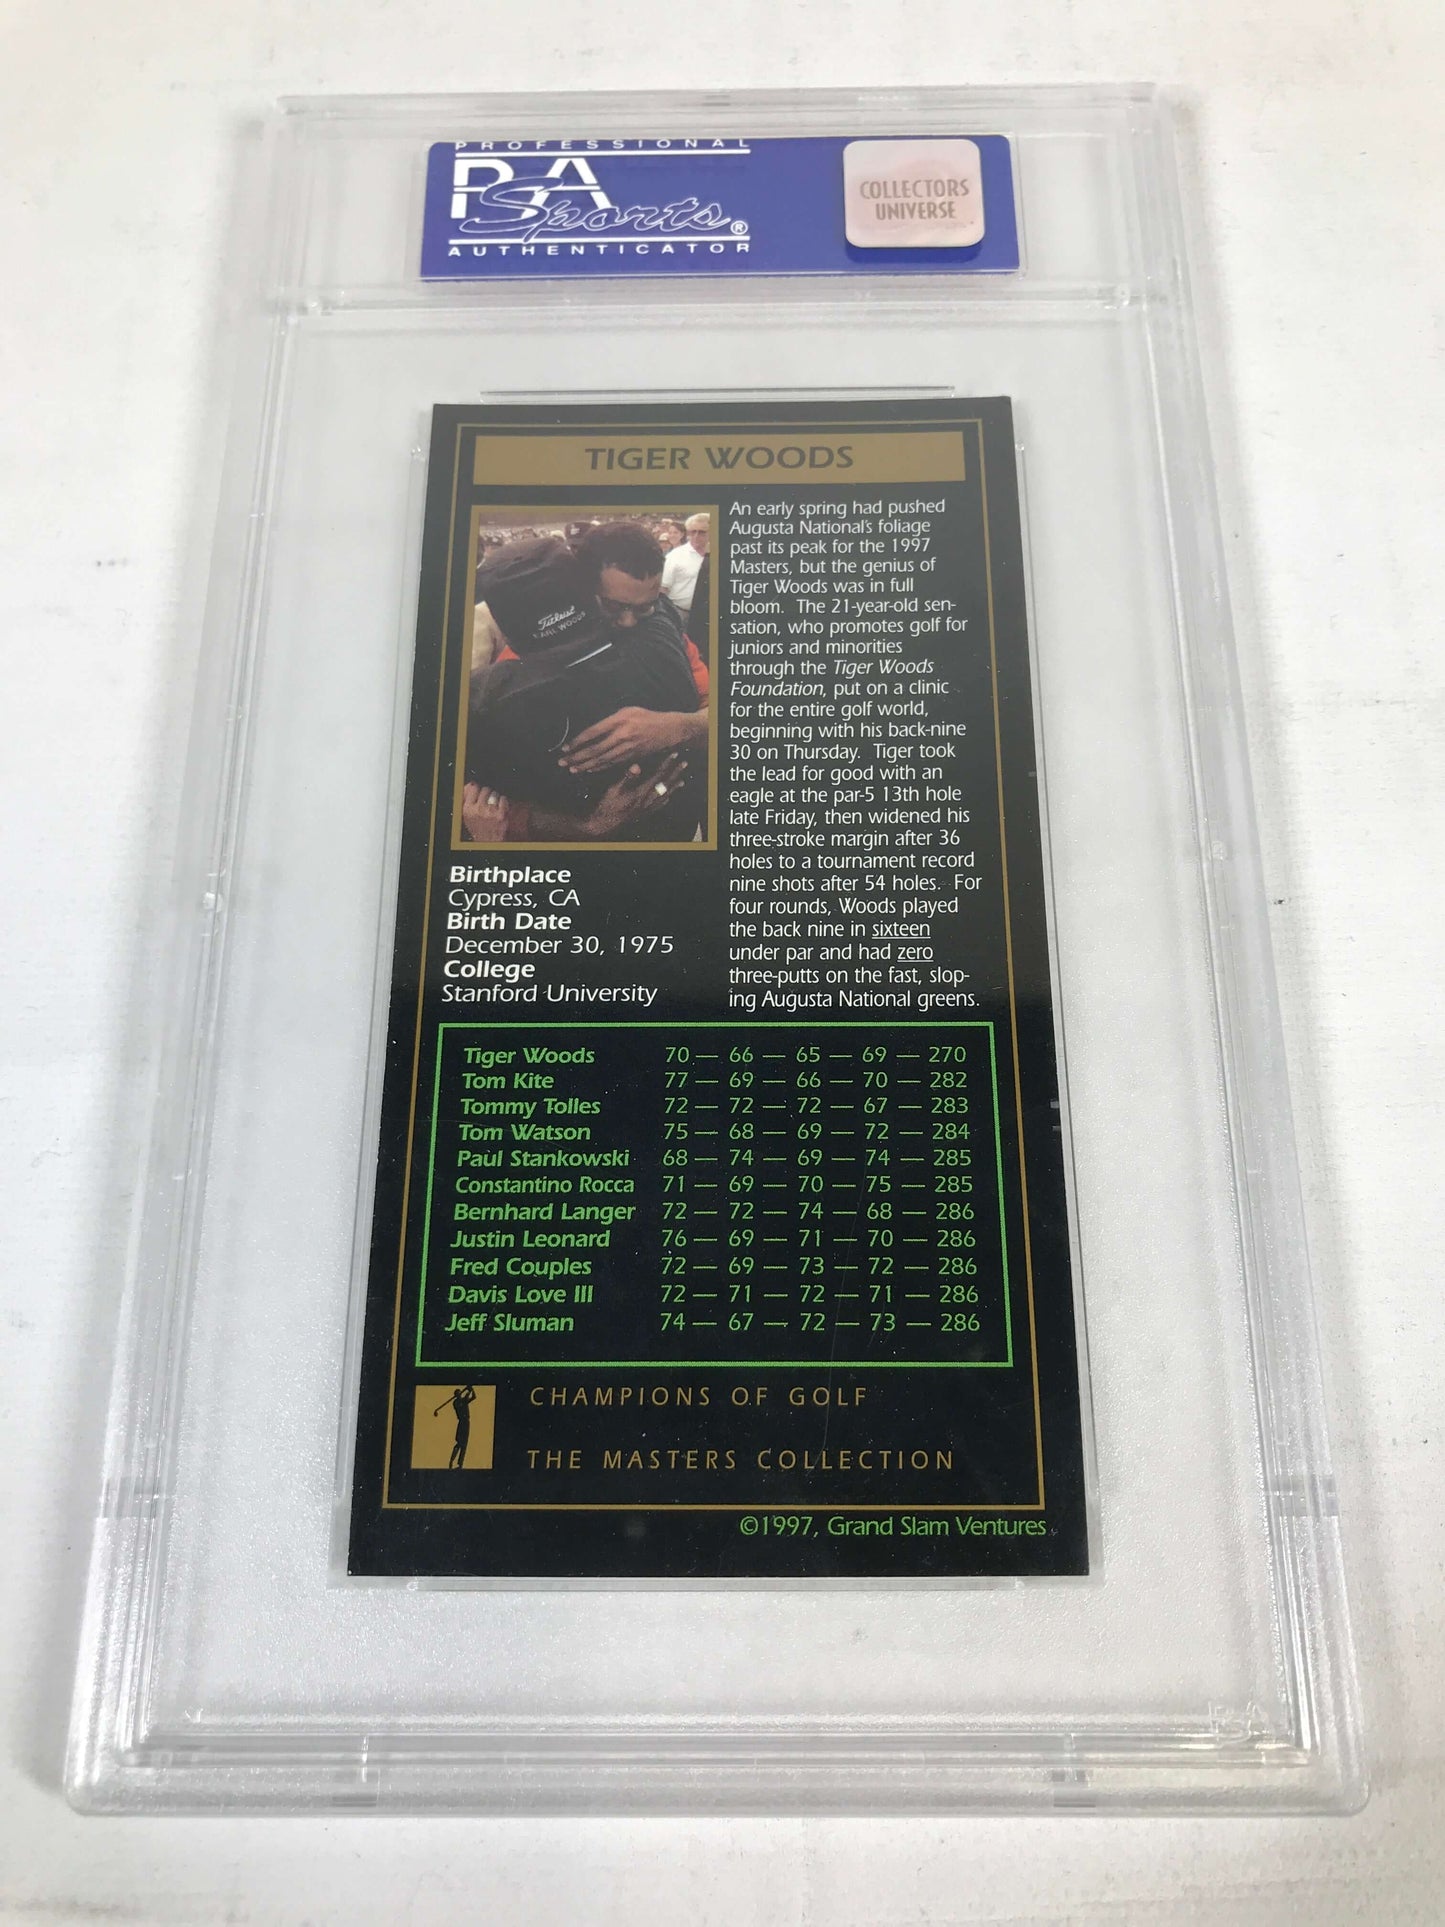 PROFESSIONAL
PSA
Sports®
AUTHENTICATOR
COLLECTORS
UNIVERSE
TIGER WOODS
Titleist
EARL WOODS
An early spring had pushed
Augusta National's foliage
past its peak for the 1997
Masters, but the genius of
Tiger Woods was in full
bloom. The 21-year-old sen-
sation, who promotes golf for
juniors and minorities
through the Tiger Woods
Foundation, put on a clinic
for the entire golf world,
beginning with his back-nine
30 on Thursday. Tiger took
the lead for good with an
eagle at the par-5 13th hole
late Friday, then widened his
three-stroke margin after 36
holes to a tournament record
nine shots after 54 holes. For
four rounds, Woods played
the back nine in sixteen
under par and had zero
three-putts on the fast, slop-
ing Augusta National greens.
Birthplace
Cypress, CA
Birth Date
December 30, 1975
College
Stanford University
Tiger Woods 70 — 66 — 65 — 69 — 270
Tom Kite 77 — 69 — 66 — 70 — 282
Tommy Tolles 72 — 72 — 72 — 67 — 283
Tom Watson 75 — 68 — 69 — 72 — 284
Paul Stankowski 68 — 74 — 69 — 74 — 285
Constantino Rocca 71 — 69 — 70 — 75 — 285
Bernhard Langer 72 — 72 — 74 — 68 — 286
Justin Leonard 76 — 69 — 71 — 70 — 286
Fred Couples 72 — 69 — 73 — 72 — 286
Davis Love III 72 — 71 — 72 — 71 — 286
Jeff Sluman 74 — 67 — 72 — 73 — 286
CHAMPIONS OF GOLF
THE MASTERS COLLECTION
©1997, Grand Slam Ventures
PSA